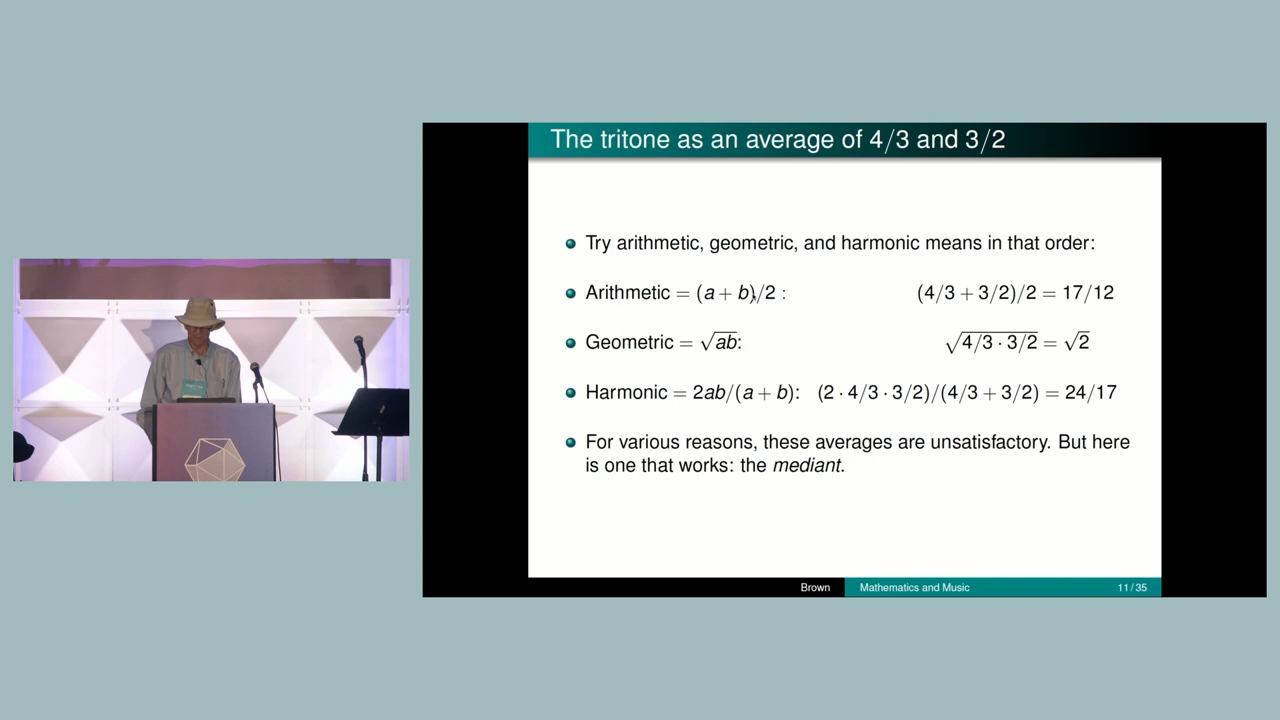 The tritone as an average of 4/3 and 3/2
Try arithmetic, geometric, and harmonic means in that order:
Arithmetic = (a + b)/2 : (4/3 + 3/2)/2 = 17/12
Geometric = √ab: √4/3 · 3/2 = √2
Harmonic = 2ab/(a + b): (2 · 4/3 · 3/2)/(4/3 + 3/2) = 24/17
For various reasons, these averages are unsatisfactory. But here
is one that works: the mediant.
Brown Mathematics and Music 11 / 35